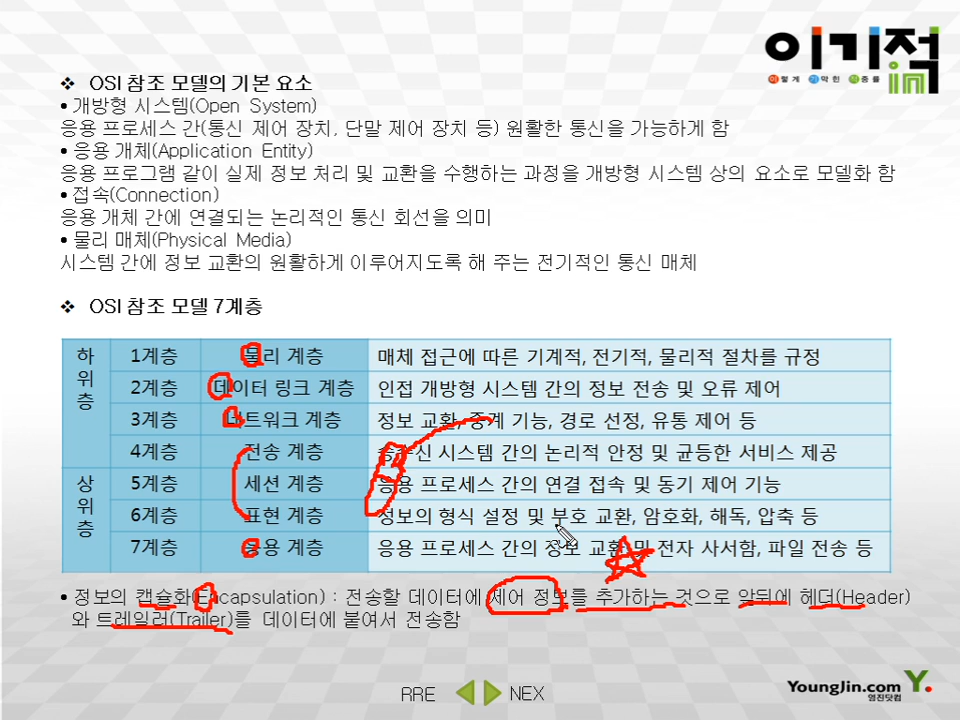 이기적in
이렇게 기막힌 적중률
❖ OSI 참조 모델의 기본 요소
• 개방형 시스템(Open System)
응용 프로세스 간(통신 제어 장치, 단말 제어 장치 등) 원활한 통신을 가능하게 함
• 응용 개체(Application Entity)
응용 프로그램 같이 실제 정보 처리 및 교환을 수행하는 과정을 개방형 시스템 상의 요소로 모델화 함
• 접속(Connection)
응용 개체 간에 연결되는 논리적인 통신 회선을 의미
• 물리 매체(Physical Media)
시스템 간에 정보 교환의 원활하게 이루어지도록 해 주는 전기적인 통신 매체
❖ OSI 참조 모델 7계층
하위층
1계층 물리 계층 매체 접근에 따른 기계적, 전기적, 물리적 절차를 규정
2계층 데이터 링크 계층 인접 개방형 시스템 간의 정보 전송 및 오류 제어
3계층 네트워크 계층 정보 교환, 중계 기능, 경로 선정, 유통 제어 등
4계층 전송 계층 송수신 시스템 간의 논리적 안정 및 균등한 서비스 제공
상위층
5계층 세션 계층 응용 프로세스 간의 연결 접속 및 동기 제어 기능
6계층 표현 계층 정보의 형식 설정 및 부호 교환, 암호화, 해독, 압축 등
7계층 응용 계층 응용 프로세스 간의 정보 교환 및 전자 사서함, 파일 전송 등
• 정보의 캡슐화(Encapsulation) : 전송할 데이터에 제어 정보를 추가하는 것으로 앞뒤에 헤더(Header)
와 트레일러(Trailer)를 데이터에 붙여서 전송함
PRE NEX
YoungJin.com Y.
영진닷컴